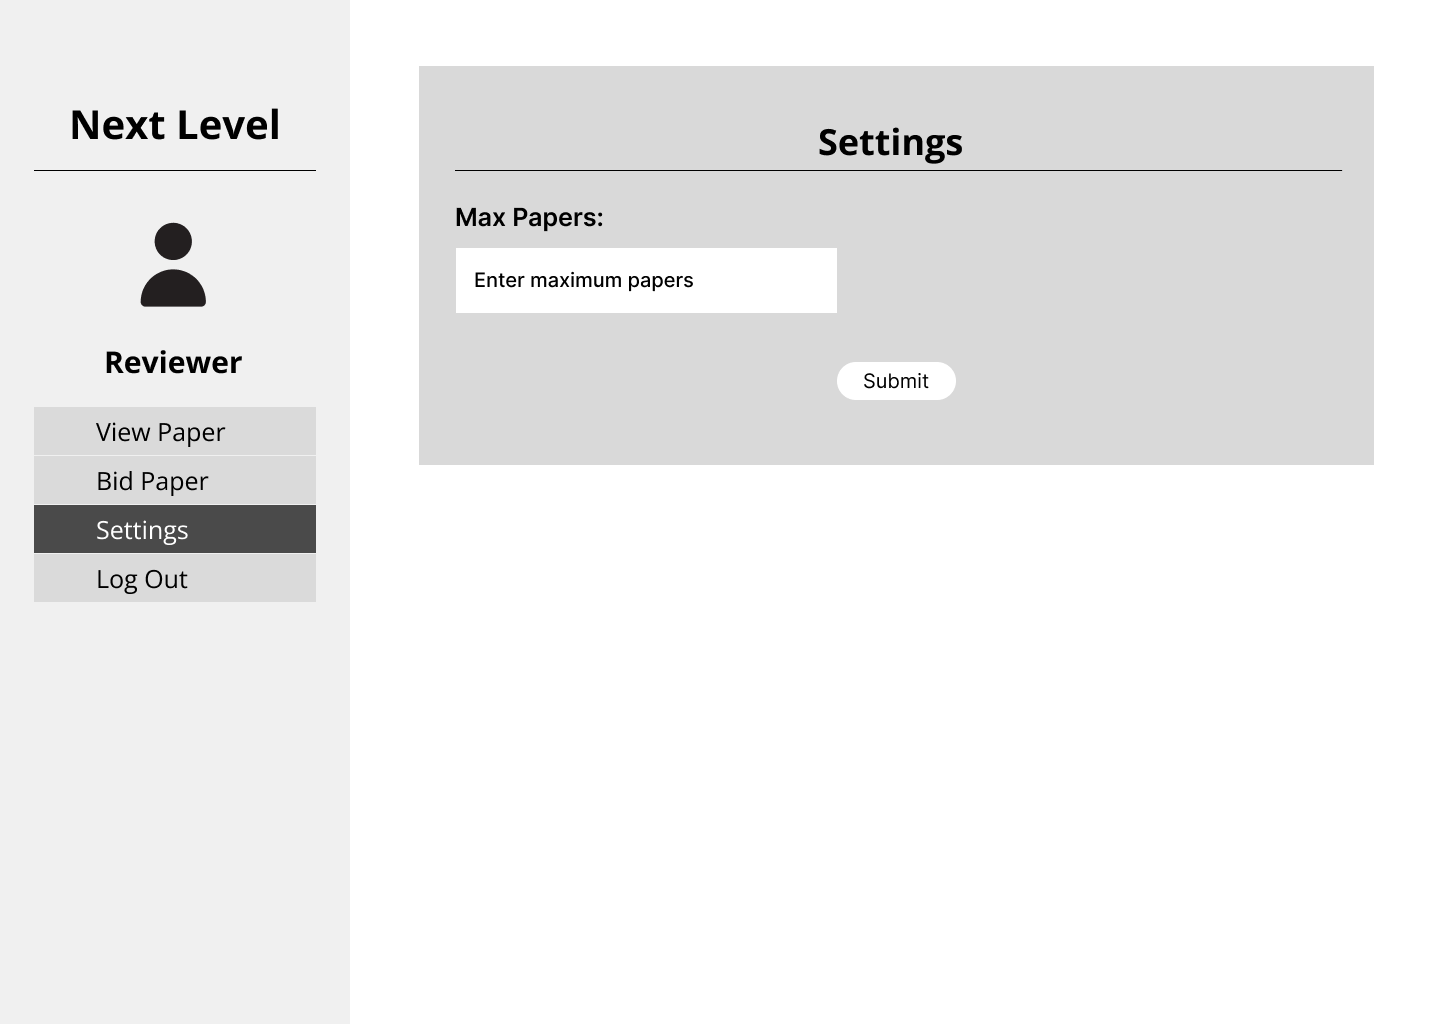 Next Level
Reviewer
View Paper
Bid Paper
Settings
Log Out
Settings
Max Papers:
Enter maximum papers
Submit